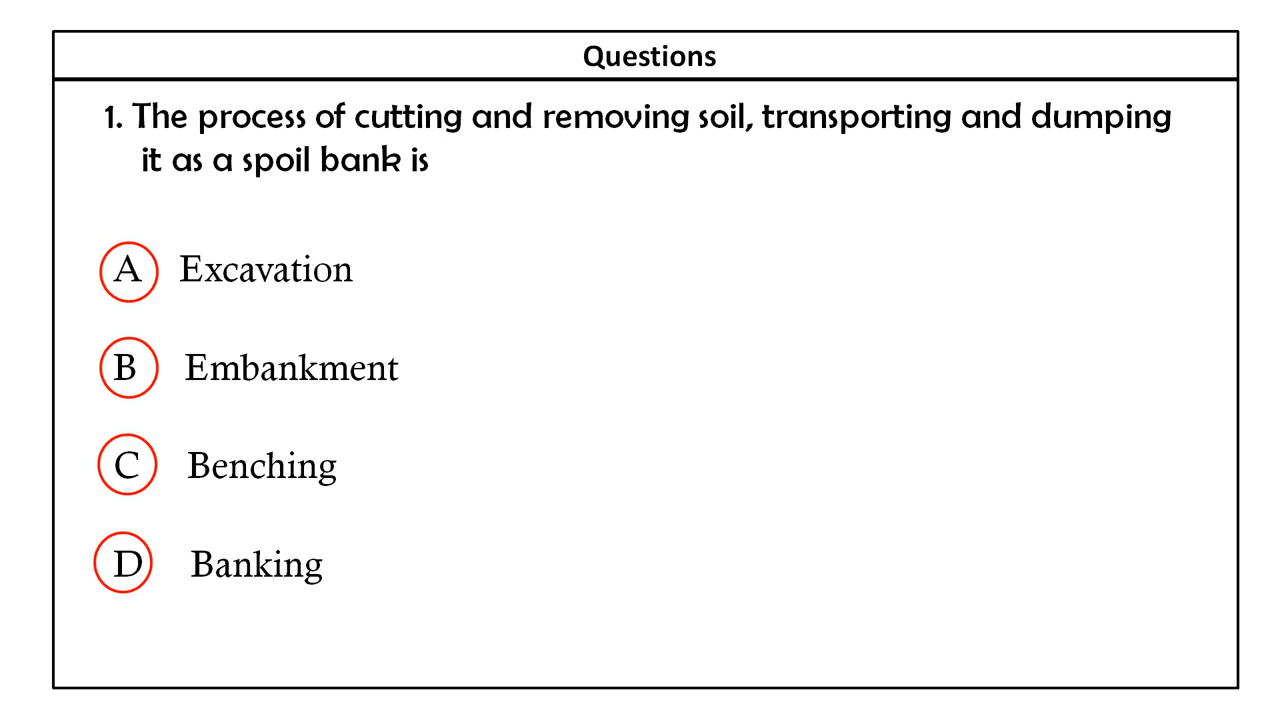 Questions
1. The process of cutting and removing soil, transporting and dumping
it as a spoil bank is
A Excavation
B Embankment
C Benching
D Banking